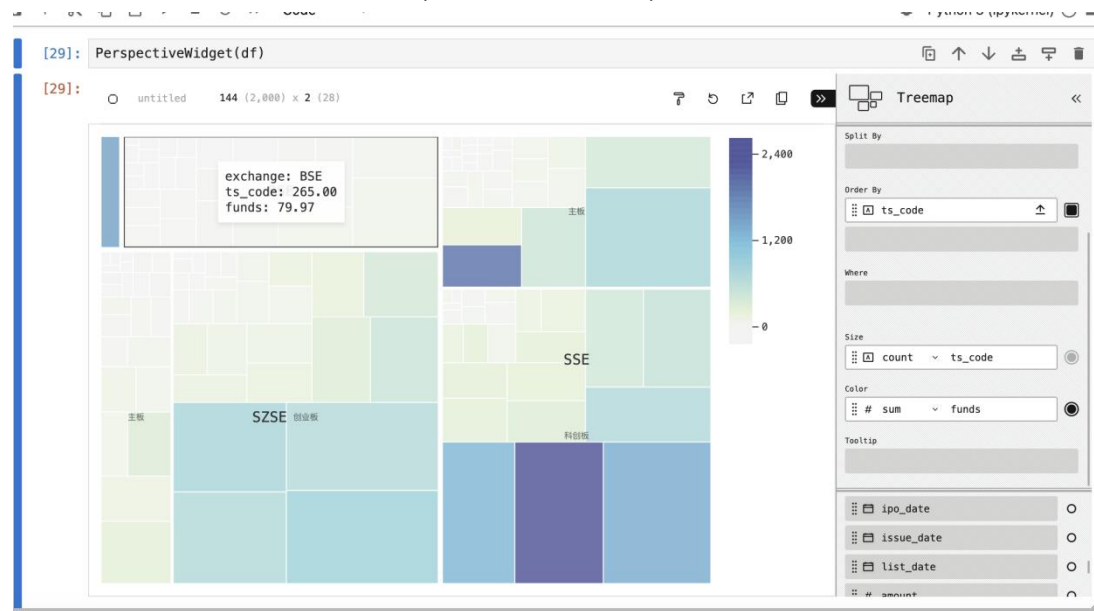 [29]: PerspectiveWidget(df)
[29]:
untitled 144 (2,000) x 2 (28)
Treemap
Split By
Order By
A ts_code
Where
Size
A count ts_code
Color
# sum funds
Tooltip
ipo_date
issue_date
list_date
# amount
exchange: BSE
ts_code: 265.00
funds: 79.97
主板
SSE
科创板
主板
SZSE 创业板
2,400
1,200
0